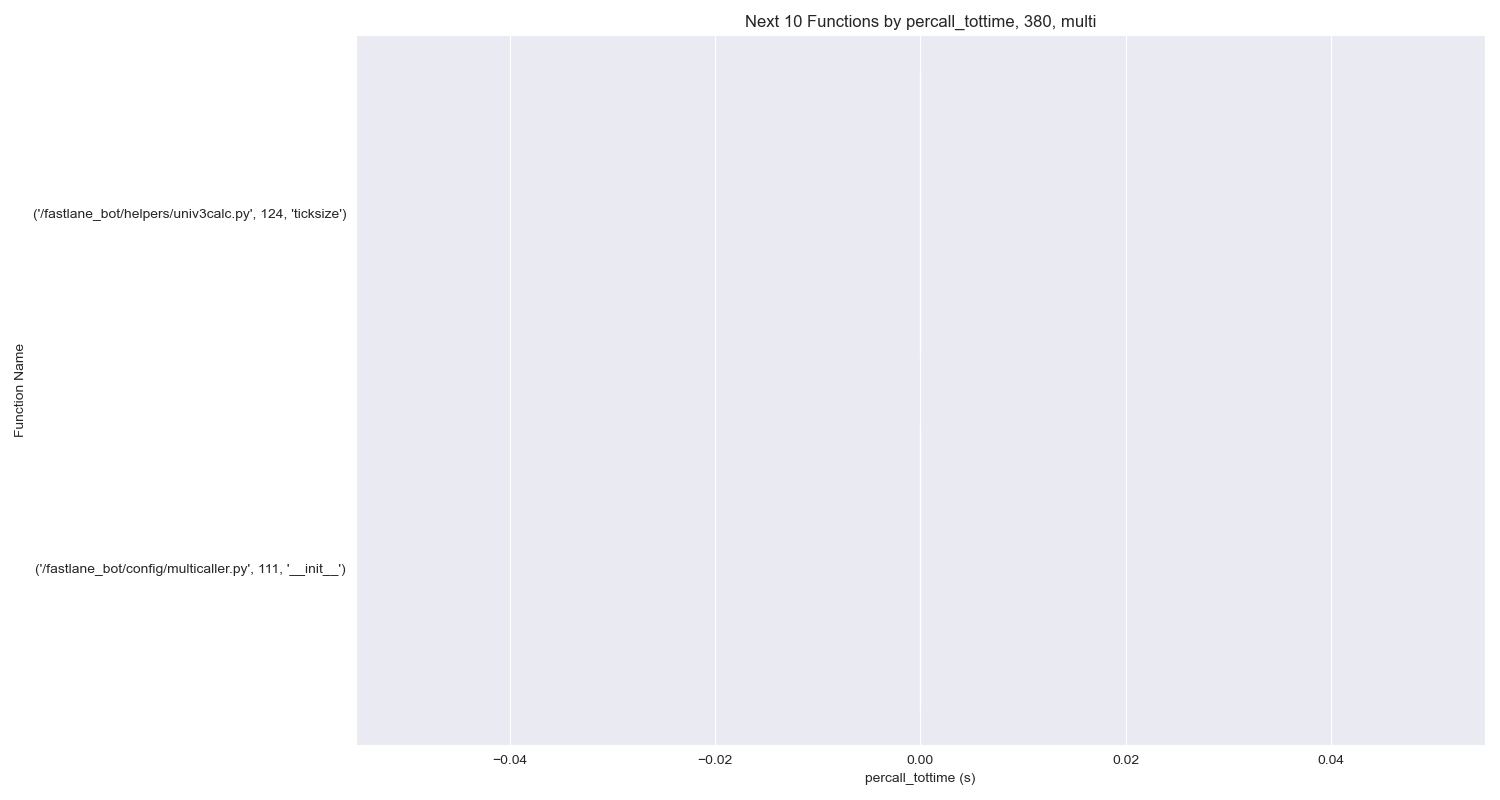 Next 10 Functions by percall_tottime, 380, multi
('/fastlane_bot/helpers/univ3calc.py', 124, 'ticksize')
Function Name
('/fastlane_bot/config/multicaller.py', 111, '__init__')
−0.04
−0.02
0.00
0.02
0.04
percall_tottime (s)